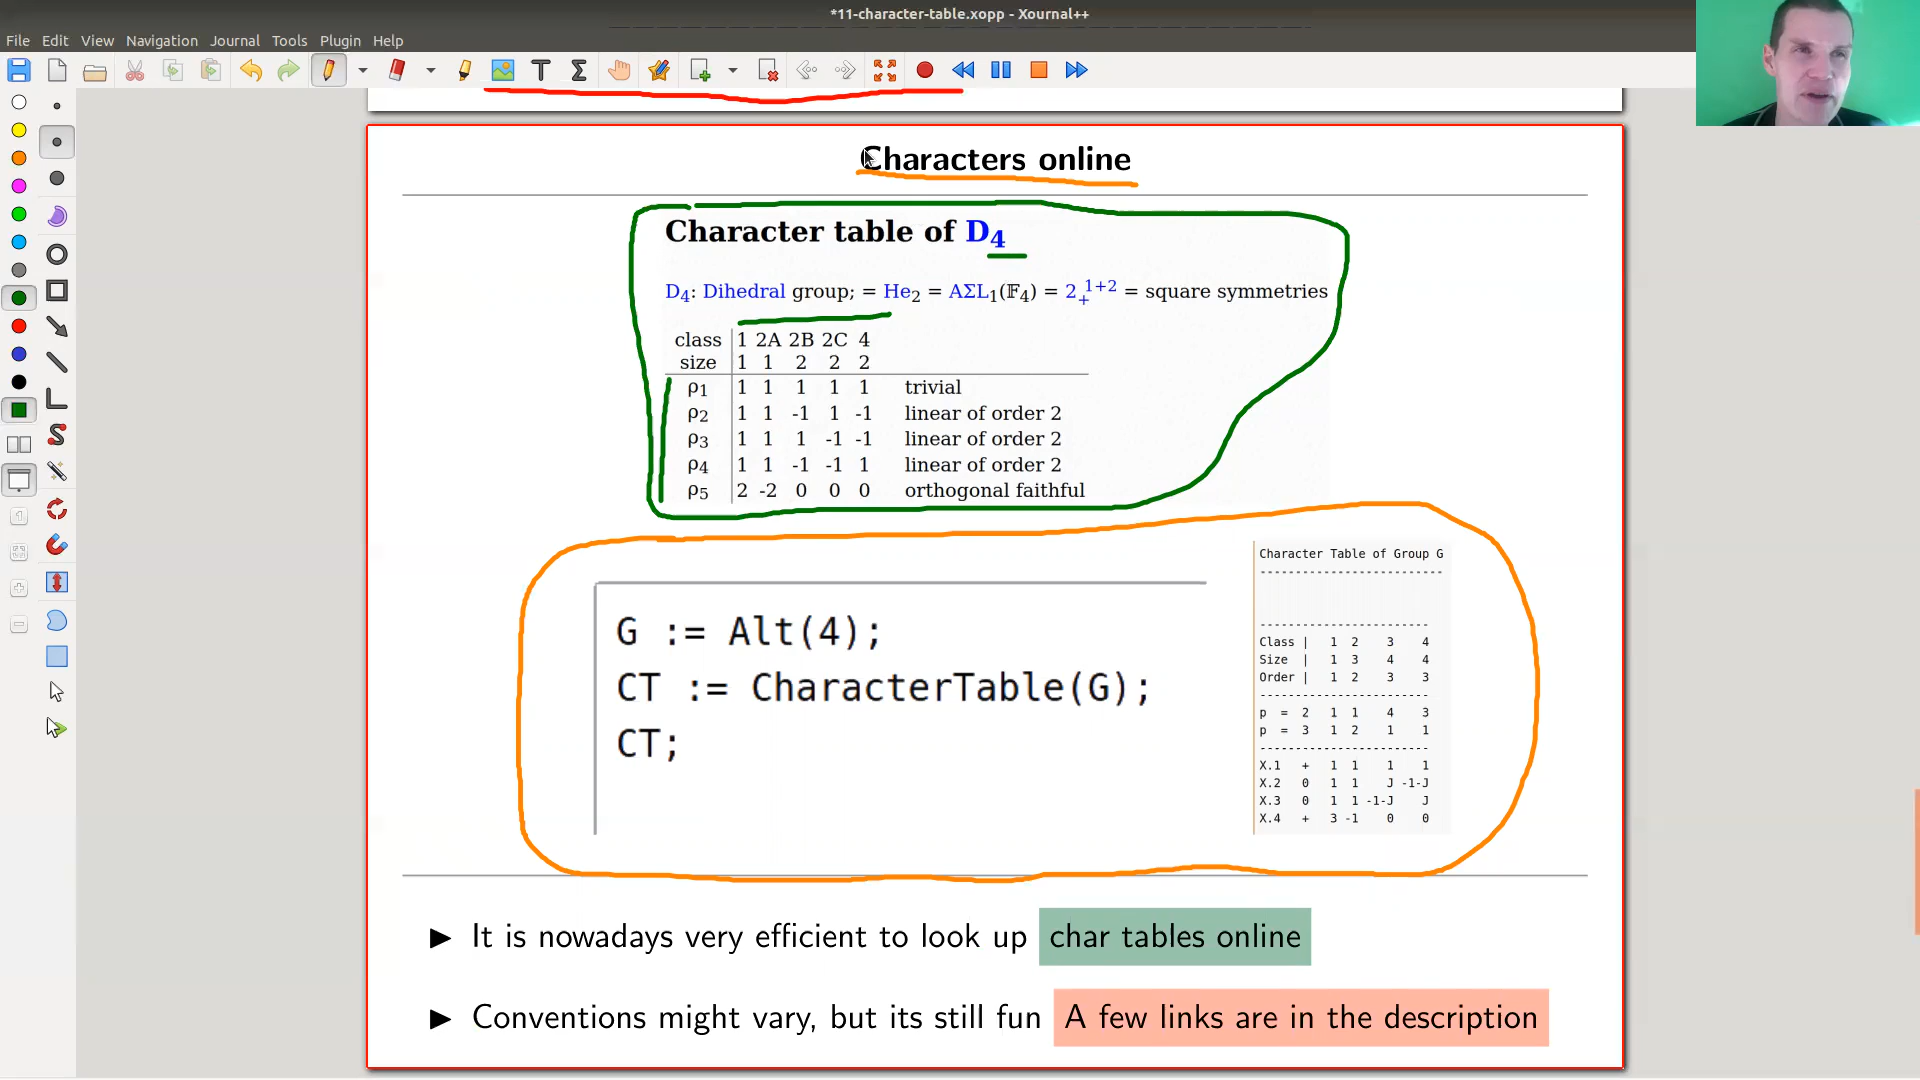 *11-character-table.xopp - Xournal++
File Edit View Navigation Journal Tools Plugin Help
Characters online
Character table of D4
D4: Dihedral group; = He2 = AΣL1(𝔽4) = 2+^1+2 = square symmetries
class 1 2A 2B 2C 4
size 1 1 2 2 2
ρ1 1 1 1 1 1 trivial
ρ2 1 1 -1 1 -1 linear of order 2
ρ3 1 1 1 -1 -1 linear of order 2
ρ4 1 1 -1 -1 1 linear of order 2
ρ5 2 -2 0 0 0 orthogonal faithful
G := Alt(4);
CT := CharacterTable(G);
CT;
Character Table of Group G
--------------------------
------------------------
Class | 1 2 3 4
Size | 1 3 4 4
Order | 1 2 3 3
------------------------
p = 2 1 1 4 3
p = 3 1 2 1 1
------------------------
X.1 + 1 1 1 1
X.2 0 1 1 J -1-J
X.3 0 1 1 -1-J J
X.4 + 3 -1 0 0
► It is nowadays very efficient to look up char tables online
► Conventions might vary, but its still fun A few links are in the description